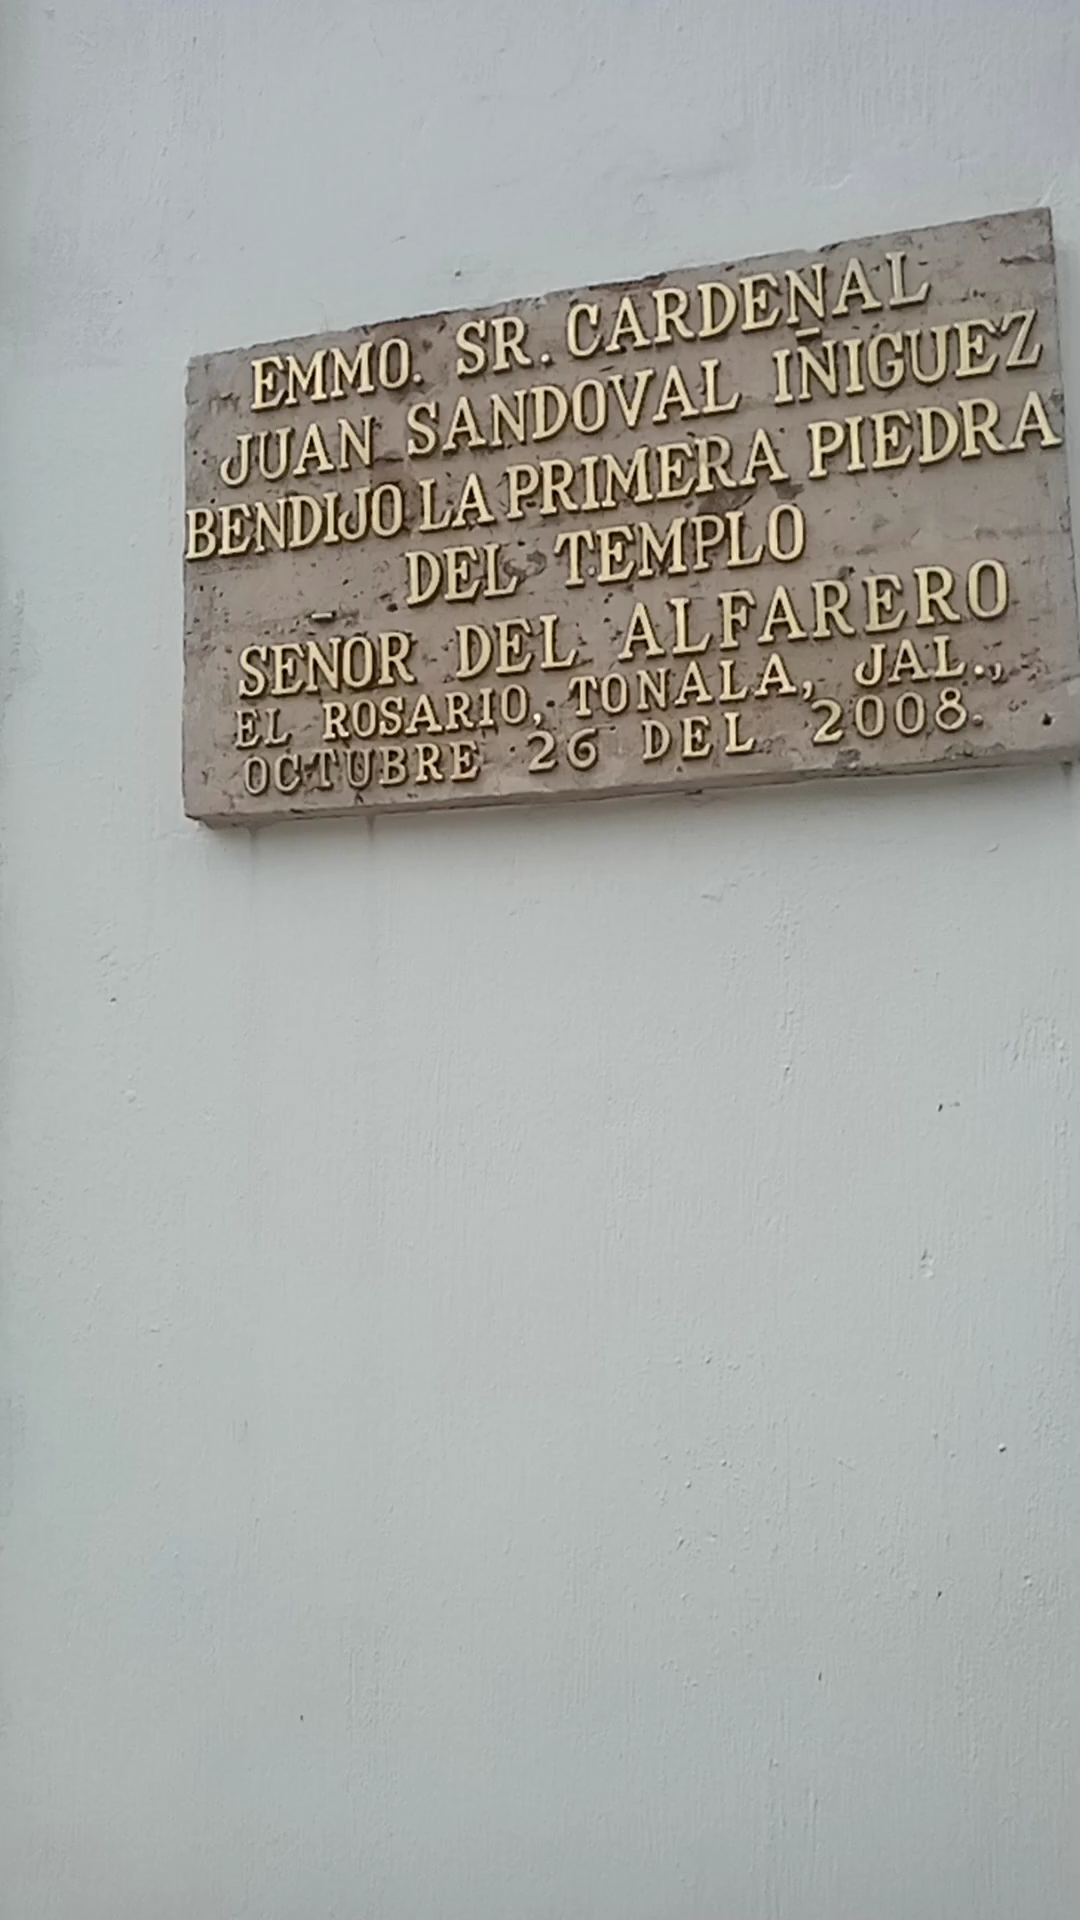 EMMO. SR. CARDENAL
JUAN SANDOVAL IÑIGUEZ
BENDIJO LA PRIMERA PIEDRA
DEL TEMPLO
SEÑOR DEL ALFARERO
EL ROSARIO, TONALA, JAL.,
OCTUBRE 26 DEL 2008.